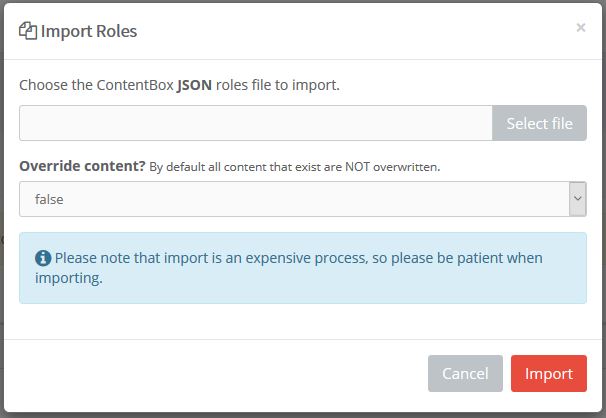 Import Roles
×
Choose the ContentBox JSON roles file to import.
Select file
Override content? By default all content that exist are NOT overwritten.
false
Please note that import is an expensive process, so please be patient when
importing.
Cancel
Import